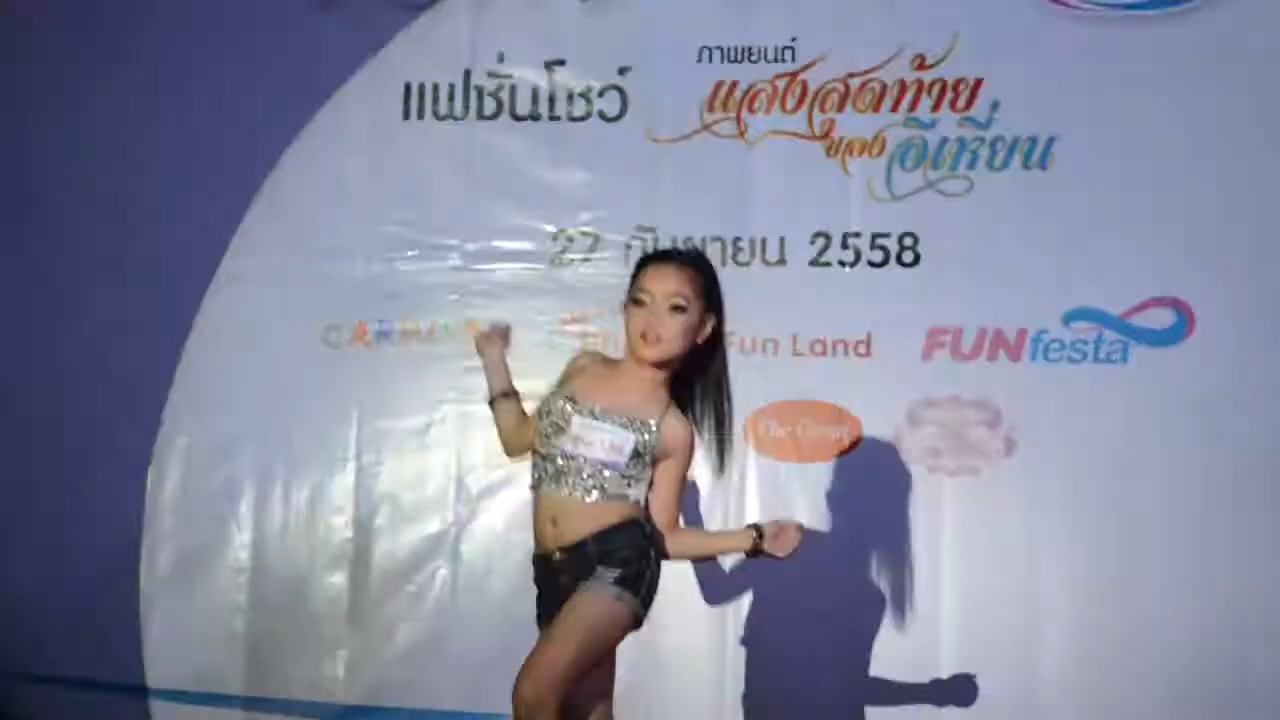 ภาพยนต์
แฟชั่นโชว์ แสงสุดท้าย
ของ อีเหี่ยน
27 กันยายน 2558
Fun Land FUNfesta